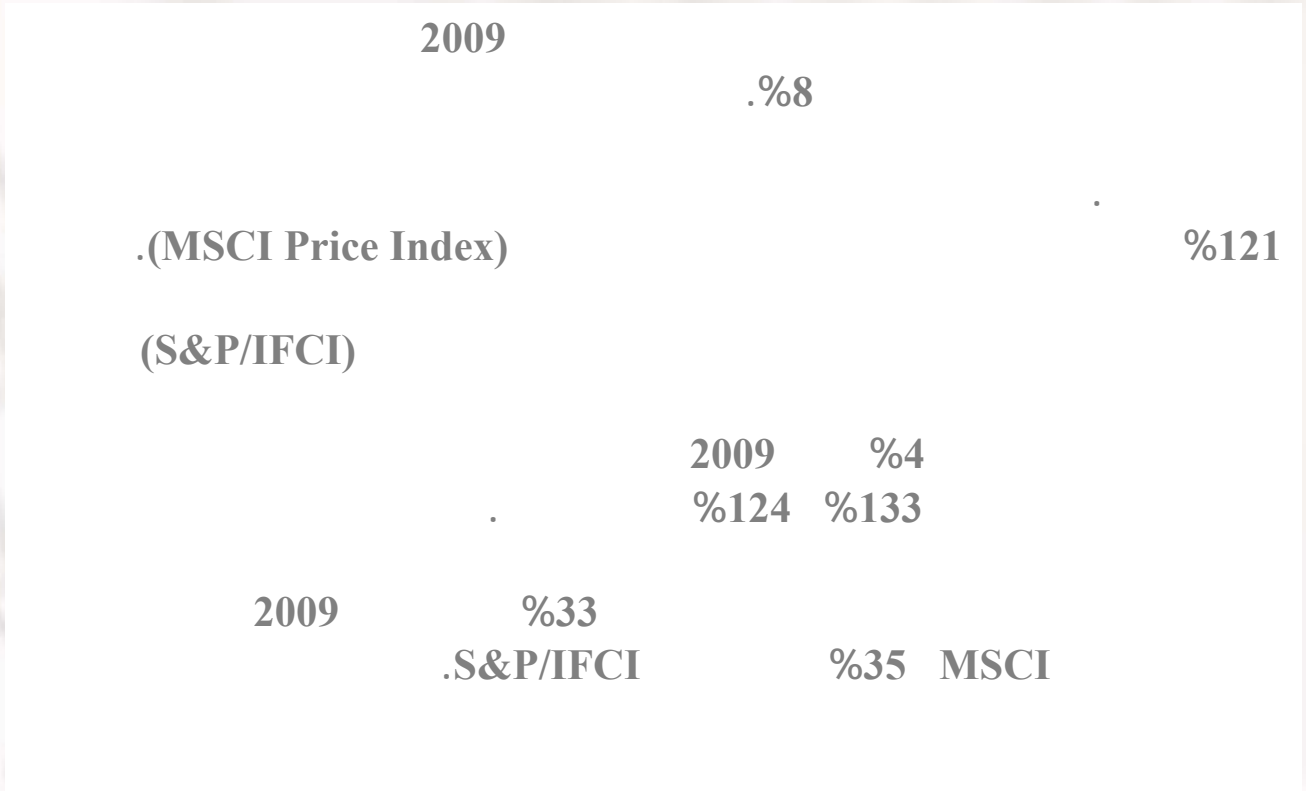 2009
%8.
.
%121 (MSCI Price Index).
(S&P/IFCI)
%4 2009
%133 %124 .
%33 2009
MSCI %35 S&P/IFCI.